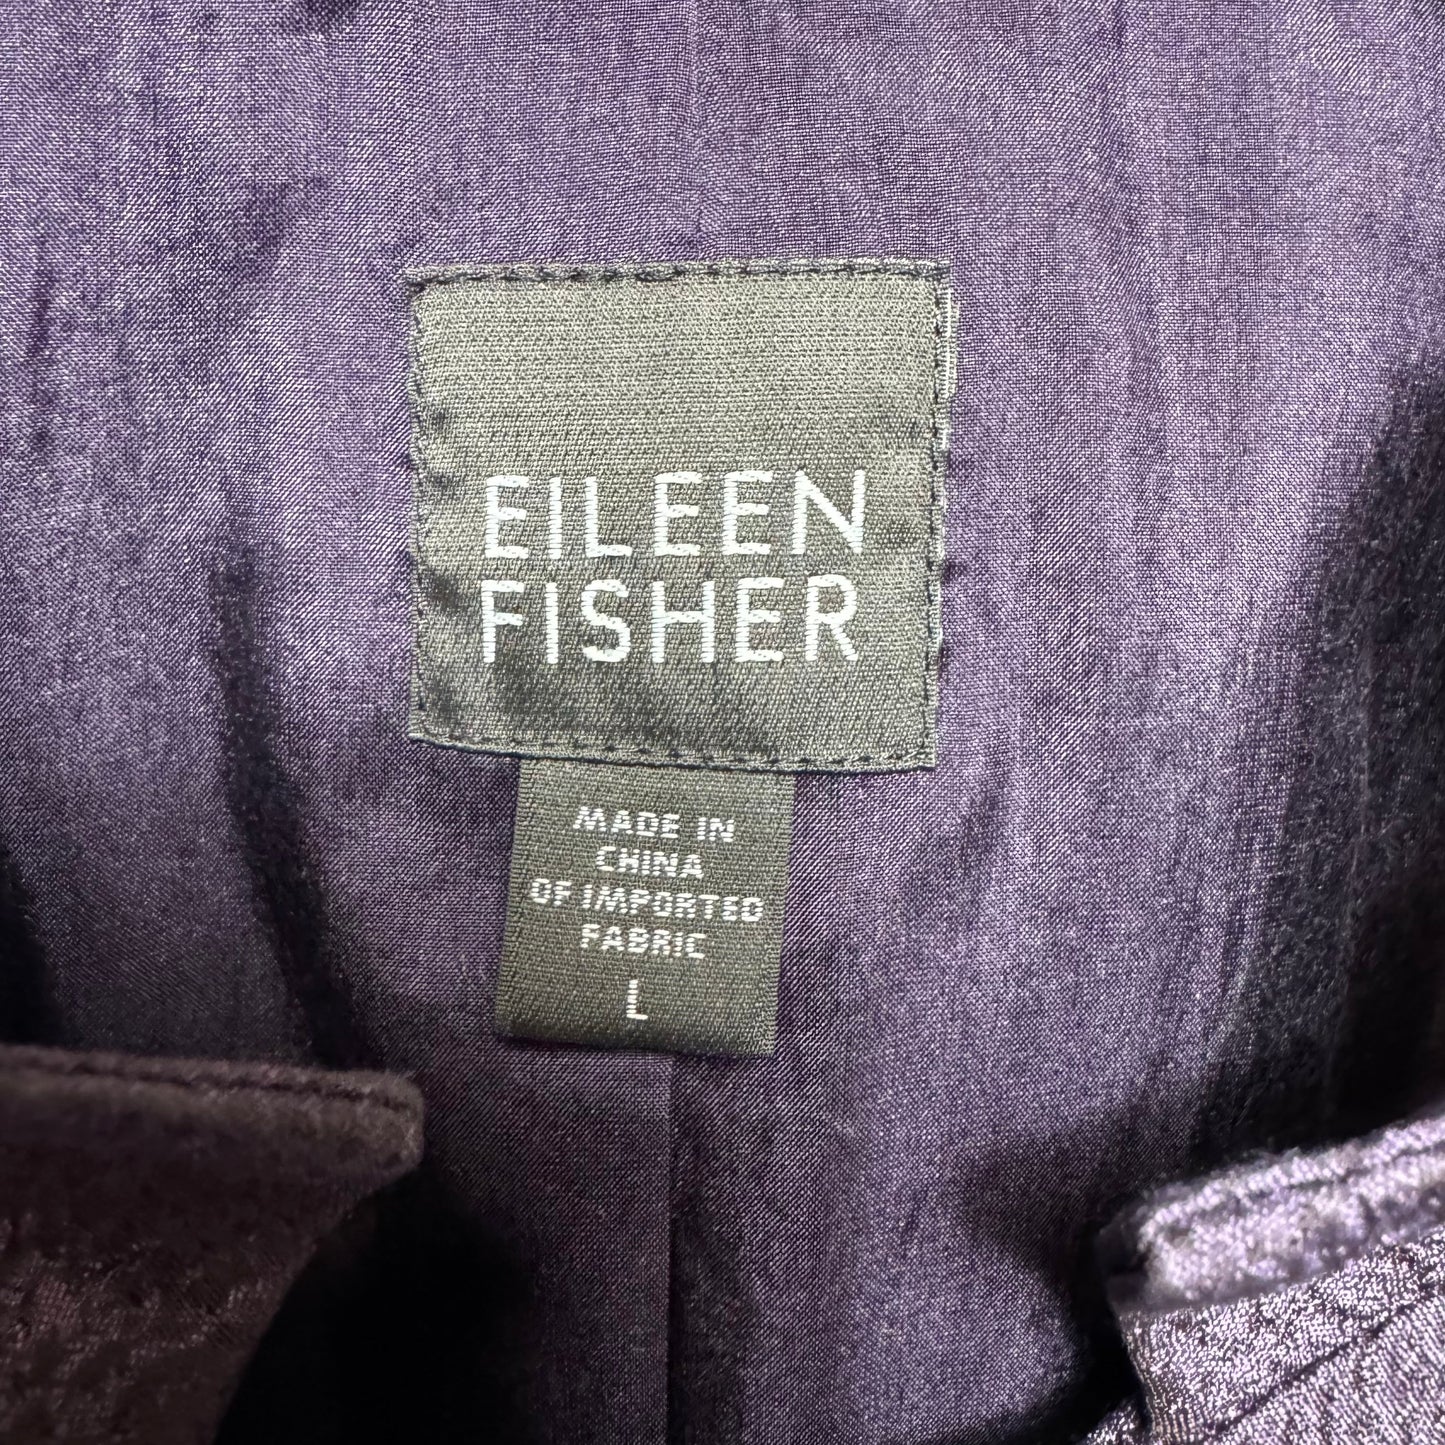 EILEEN
FISHER
MADE IN
CHINA
OF IMPORTED
FABRIC
L